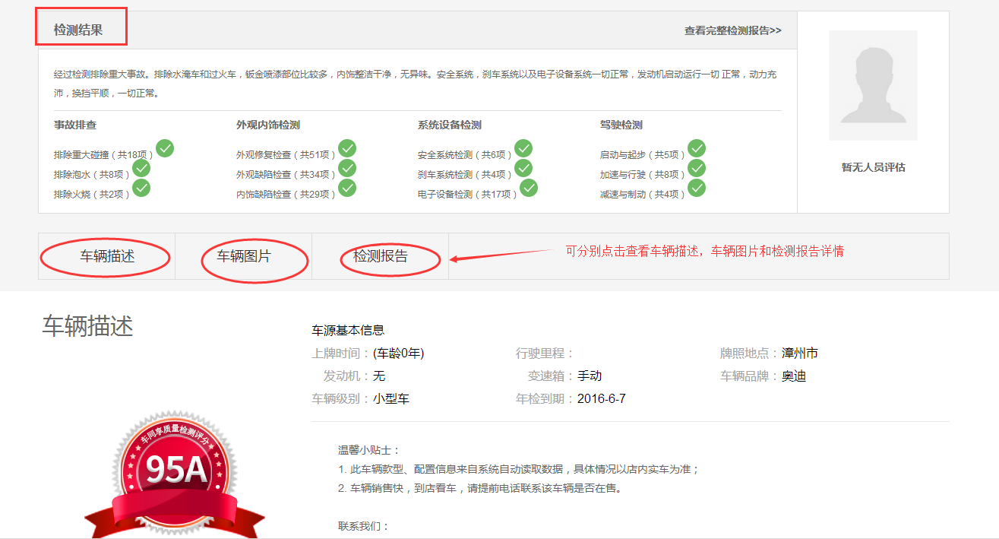 检测结果
查看完整检测报告>>
经过检测排除重大事故。排除水淹车和过火车，钣金喷漆部位比较多，内饰整洁干净，无异味。安全系统，刹车系统以及电子设备系统一切正常，发动机启动运行一切 正常，动力充
沛，换挡平顺，一切正常。
事故排查
排除重大碰撞（共18项）
排除泡水（共8项）
排除火烧（共2项）
外观内饰检测
外观修复检查（共51项）
外观缺陷检查（共34项）
内饰缺陷检查（共29项）
系统设备检测
安全系统检测（共6项）
刹车系统检测（共4项）
电子设备检测（共17项）
驾驶检测
启动与起步（共5项）
加速与行驶（共8项）
减速与制动（共4项）
暂无人员评估
车辆描述
车辆图片
检测报告
可分别点击查看车辆描述，车辆图片和检测报告详情
车辆描述
车源基本信息
上牌时间：(车龄0年)
行驶里程：
牌照地点：漳州市
发动机：无
变速箱：手动
车辆品牌：奥迪
车辆级别：小型车
年检到期：2016-6-7
车同享质量检测评分
95A
温馨小贴士：
1. 此车辆款型、配置信息来自系统自动读取数据，具体情况以店内实车为准；
2. 车辆销售快，到店看车，请提前电话联系该车辆是否在售。
联系我们：